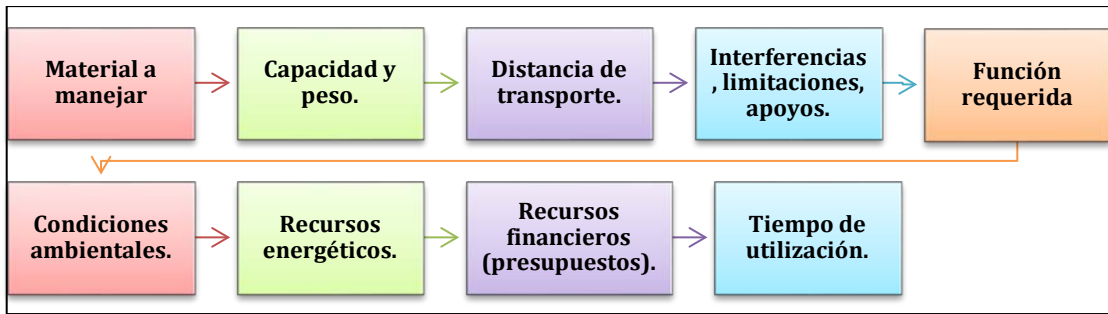 Material a
manejar
Capacidad y
peso.
Distancia de
transporte.
Interferencias
, limitaciones,
apoyos.
Función
requerida
Condiciones
ambientales.
Recursos
energéticos.
Recursos
financieros
(presupuestos).
Tiempo de
utilización.